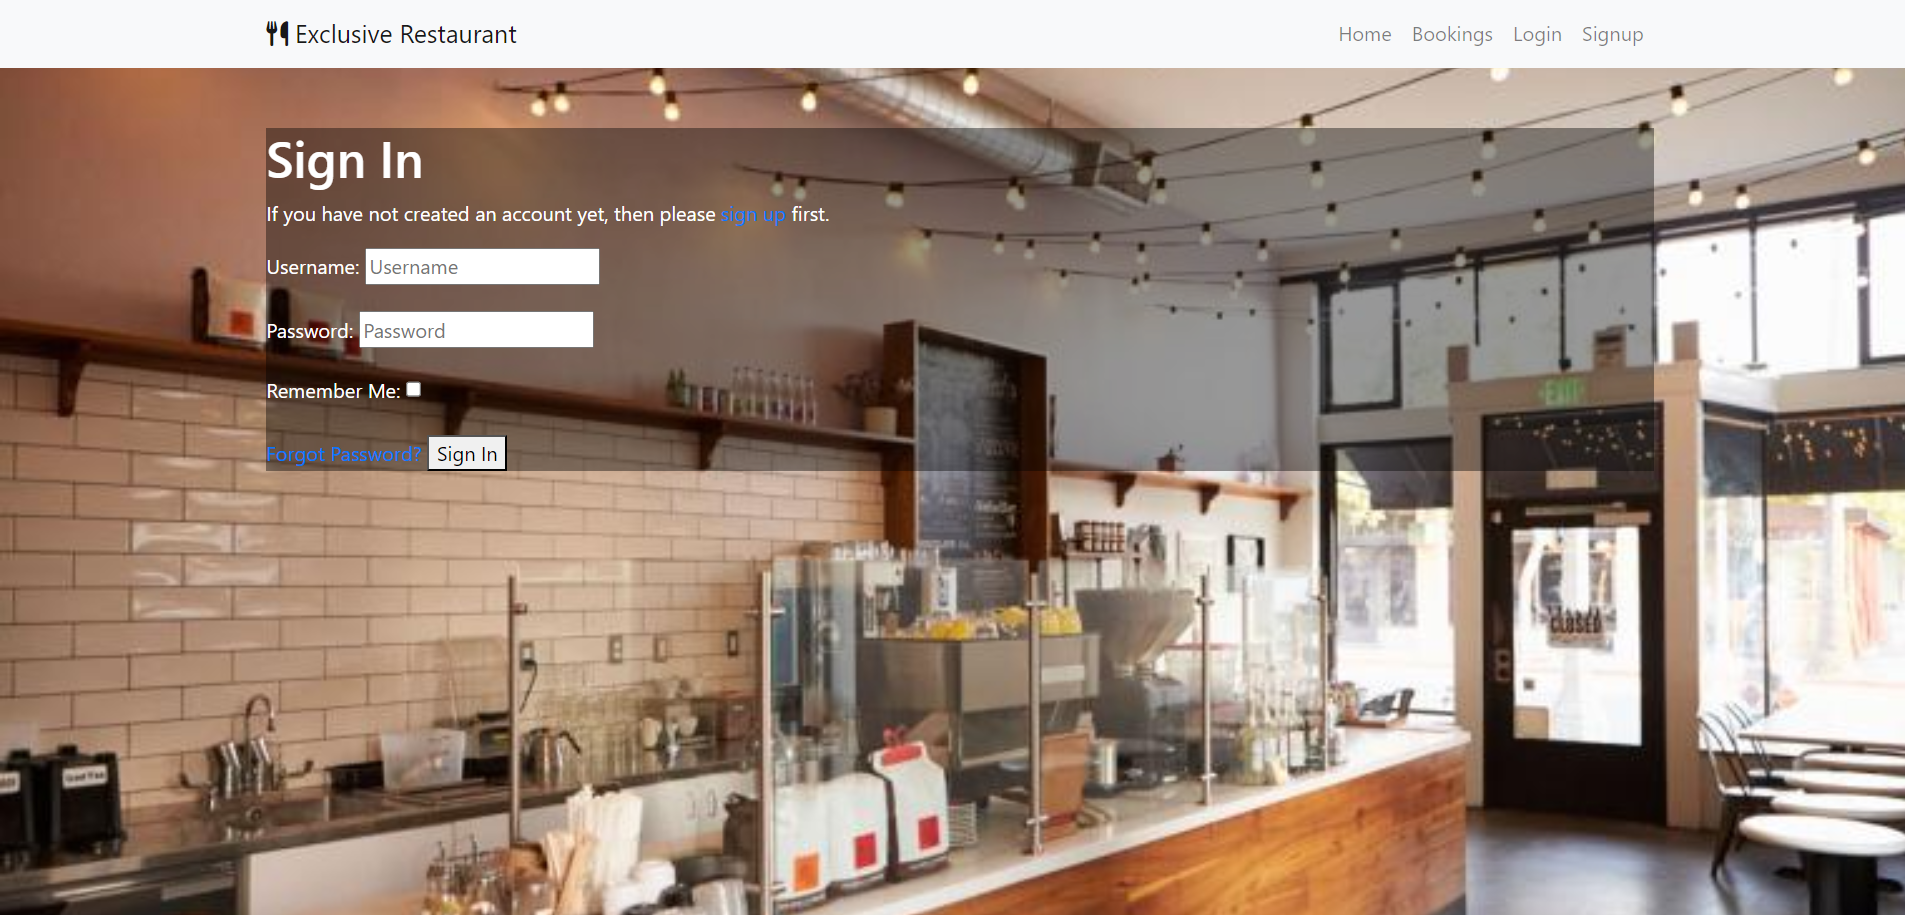 Exclusive Restaurant
Home Bookings Login Signup
Sign In
If you have not created an account yet, then please sign up first.
Username: Username
Password: Password
Remember Me:
Forgot Password? Sign In
EXIT
CLOSED